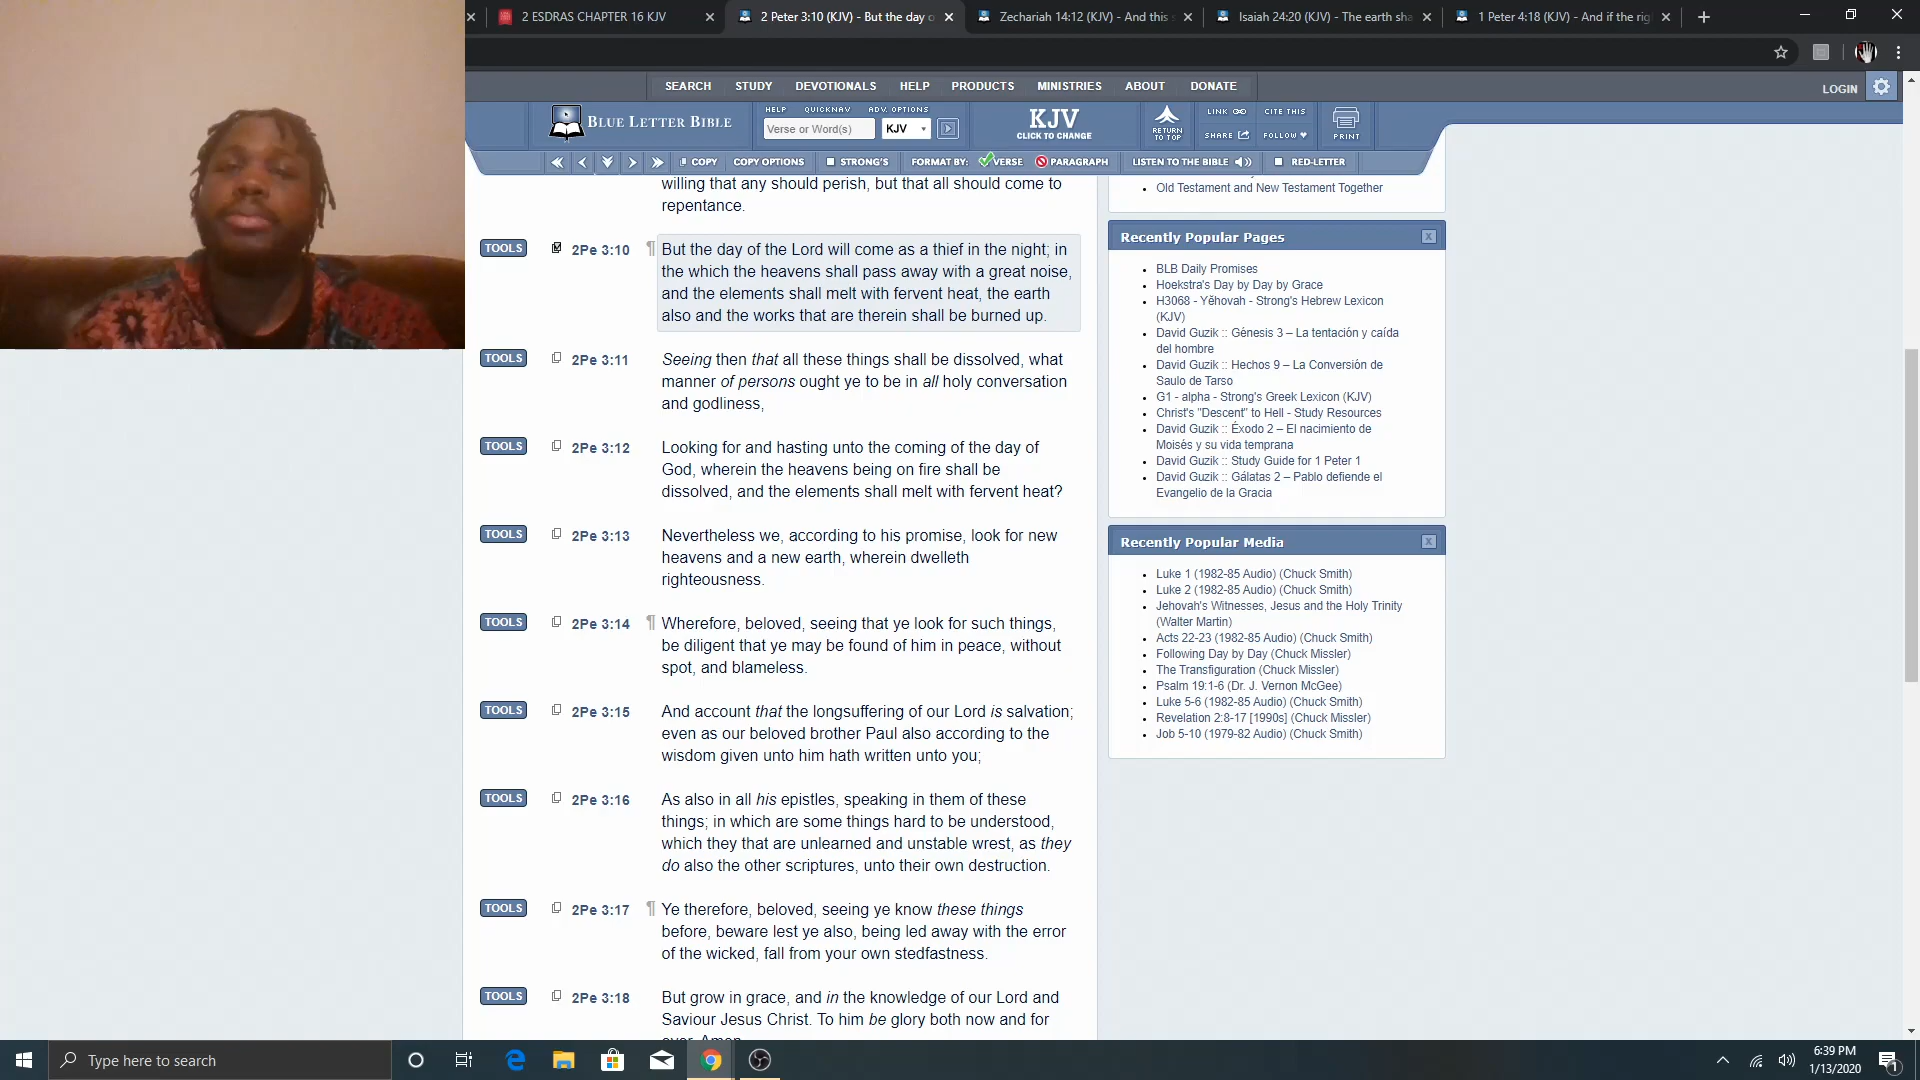 2 ESDRAS CHAPTER 16 KJV
2 Peter 3:10 (KJV) - But the day o
Zechariah 14:12 (KJV) - And this
Isaiah 24:20 (KJV) - The earth sha
1 Peter 4:18 (KJV) - And if the rig
SEARCH STUDY DEVOTIONALS HELP PRODUCTS MINISTRIES ABOUT DONATE
LOGIN
BLUE LETTER BIBLE
HELP QUICKNAV ADV. OPTIONS
Verse or Word(s) KJV
KJV
CLICK TO CHANGE
RETURN
TO TOP
LINK CITE THIS
SHARE FOLLOW
PRINT
COPY COPY OPTIONS STRONG'S FORMAT BY: VERSE PARAGRAPH LISTEN TO THE BIBLE RED-LETTER
willing that any should perish, but that all should come to
repentance.
TOOLS 2Pe 3:10 ¶ But the day of the Lord will come as a thief in the night; in
the which the heavens shall pass away with a great noise,
and the elements shall melt with fervent heat, the earth
also and the works that are therein shall be burned up.
TOOLS 2Pe 3:11 Seeing then that all these things shall be dissolved, what
manner of persons ought ye to be in all holy conversation
and godliness,
TOOLS 2Pe 3:12 Looking for and hasting unto the coming of the day of
God, wherein the heavens being on fire shall be
dissolved, and the elements shall melt with fervent heat?
TOOLS 2Pe 3:13 Nevertheless we, according to his promise, look for new
heavens and a new earth, wherein dwelleth
righteousness.
TOOLS 2Pe 3:14 ¶ Wherefore, beloved, seeing that ye look for such things,
be diligent that ye may be found of him in peace, without
spot, and blameless.
TOOLS 2Pe 3:15 And account that the longsuffering of our Lord is salvation;
even as our beloved brother Paul also according to the
wisdom given unto him hath written unto you;
TOOLS 2Pe 3:16 As also in all his epistles, speaking in them of these
things; in which are some things hard to be understood,
which they that are unlearned and unstable wrest, as they
do also the other scriptures, unto their own destruction.
TOOLS 2Pe 3:17 ¶ Ye therefore, beloved, seeing ye know these things
before, beware lest ye also, being led away with the error
of the wicked, fall from your own stedfastness.
TOOLS 2Pe 3:18 But grow in grace, and in the knowledge of our Lord and
Saviour Jesus Christ. To him be glory both now and for
ever. Amen.
Old Testament and New Testament Together
Recently Popular Pages
BLB Daily Promises
Hoekstra's Day by Day by Grace
H3068 - Yĕhovah - Strong's Hebrew Lexicon
(KJV)
David Guzik :: Génesis 3 – La tentación y caída
del hombre
David Guzik :: Hechos 9 – La Conversión de
Saulo de Tarso
G1 - alpha - Strong's Greek Lexicon (KJV)
Christ's "Descent" to Hell - Study Resources
David Guzik :: Éxodo 2 – El nacimiento de
Moisés y su vida temprana
David Guzik :: Study Guide for 1 Peter 1
David Guzik :: Gálatas 2 – Pablo defiende el
Evangelio de la Gracia
Recently Popular Media
Luke 1 (1982-85 Audio) (Chuck Smith)
Luke 2 (1982-85 Audio) (Chuck Smith)
Jehovah's Witnesses, Jesus and the Holy Trinity
(Walter Martin)
Acts 22-23 (1982-85 Audio) (Chuck Smith)
Following Day by Day (Chuck Missler)
The Transfiguration (Chuck Missler)
Psalm 19:1-6 (Dr. J. Vernon McGee)
Luke 5-6 (1982-85 Audio) (Chuck Smith)
Revelation 2:8-17 [1990s] (Chuck Missler)
Job 5-10 (1979-82 Audio) (Chuck Smith)
Type here to search
6:39 PM
1/13/2020
1